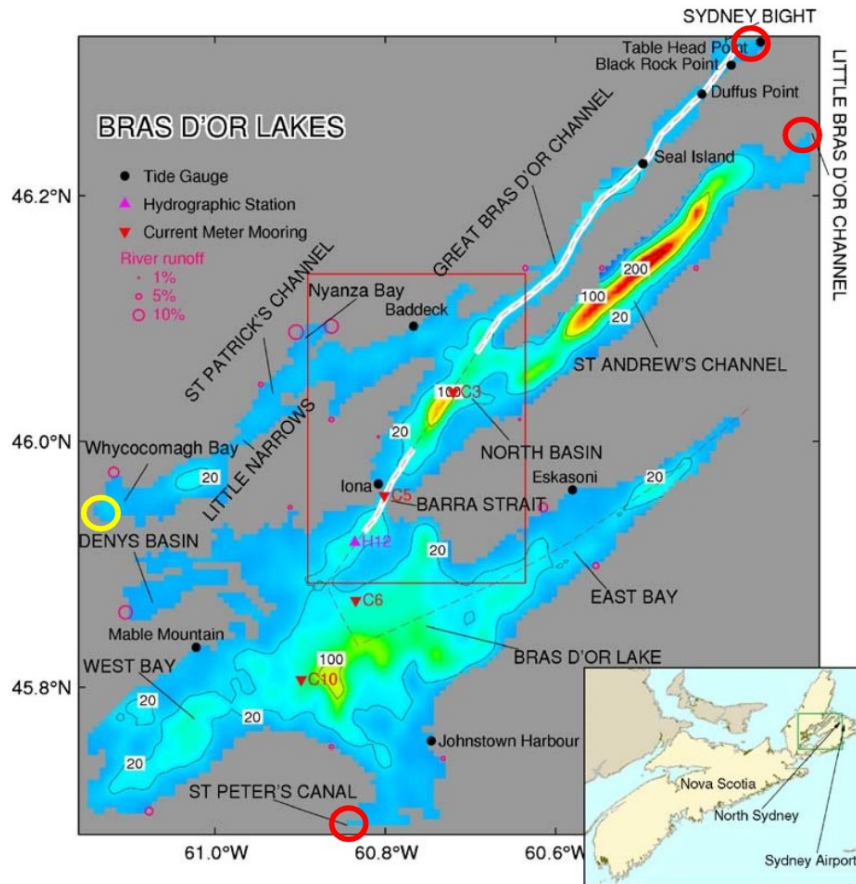 SYDNEY BIGHT
Table Head Point
Black Rock Point
Duffus Point
LITTLE BRAS D'OR CHANNEL
BRAS D'OR LAKES
GREAT BRAS D'OR CHANNEL
Seal Island
Tide Gauge
Hydrographic Station
Current Meter Mooring
River runoff
1%
5%
10%
46.2°N
200
100
20
ST PATRICK'S CHANNEL
Nyanza Bay
Baddeck
ST ANDREW'S CHANNEL
100
C3
20
46.0°N
NORTH BASIN
Whycocomagh Bay
20
LITTLE NARROWS
Iona
C5
BARRA STRAIT
Eskasoni
20
DENYS BASIN
H12
20
EAST BAY
C6
Mable Mountain
BRAS D'OR LAKE
WEST BAY
100
C10
45.8°N
20
20
20
Johnstown Harbour
ST PETER'S CANAL
Nova Scotia
North Sydney
Sydney Airport
61.0°W
60.8°W
60.6°W